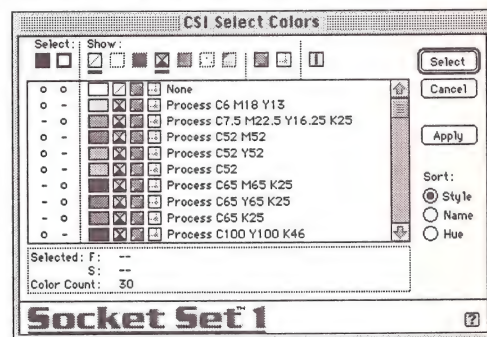 CSI Select Colors
Select: Show:
Select
Cancel
Apply
None
Process C6 M18 Y13
Process C7.5 M22.5 Y16.25 K25
Process C52 M52
Process C52 Y52
Process C52
Process C65 M65 K25
Process C65 Y65 K25
Process C65 K25
Process C100 Y100 K46
Sort:
Style
Name
Hue
Selected: F: --
S: --
Color Count: 30
Socket Set™ 1
?